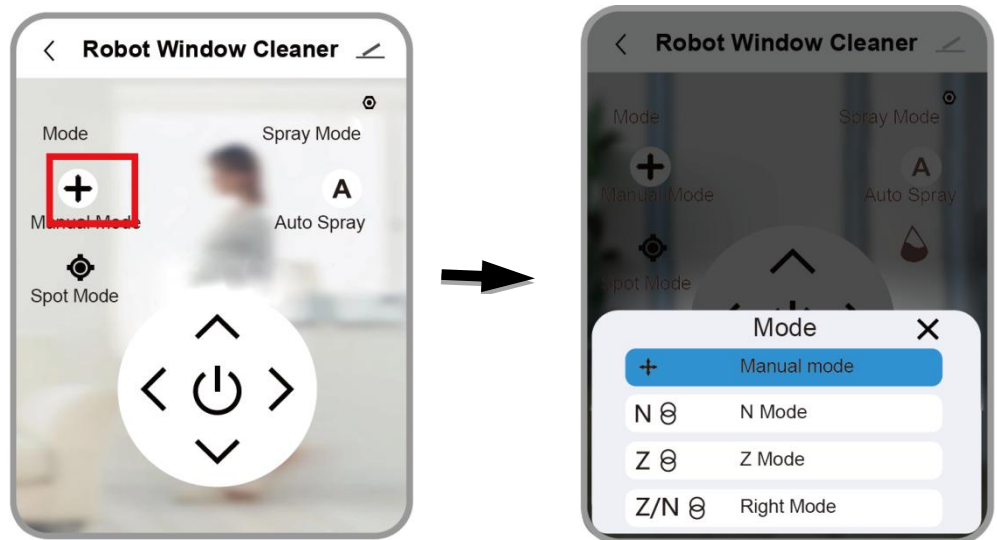 Robot Window Cleaner
Mode
Spray Mode
A
Manual Mode
Auto Spray
Spot Mode
Robot Window Cleaner
Mode
Spray Mode
A
Manual Mode
Auto Spray
Spot Mode
Mode
Manual mode
N N Mode
Z Z Mode
Z/N Right Mode